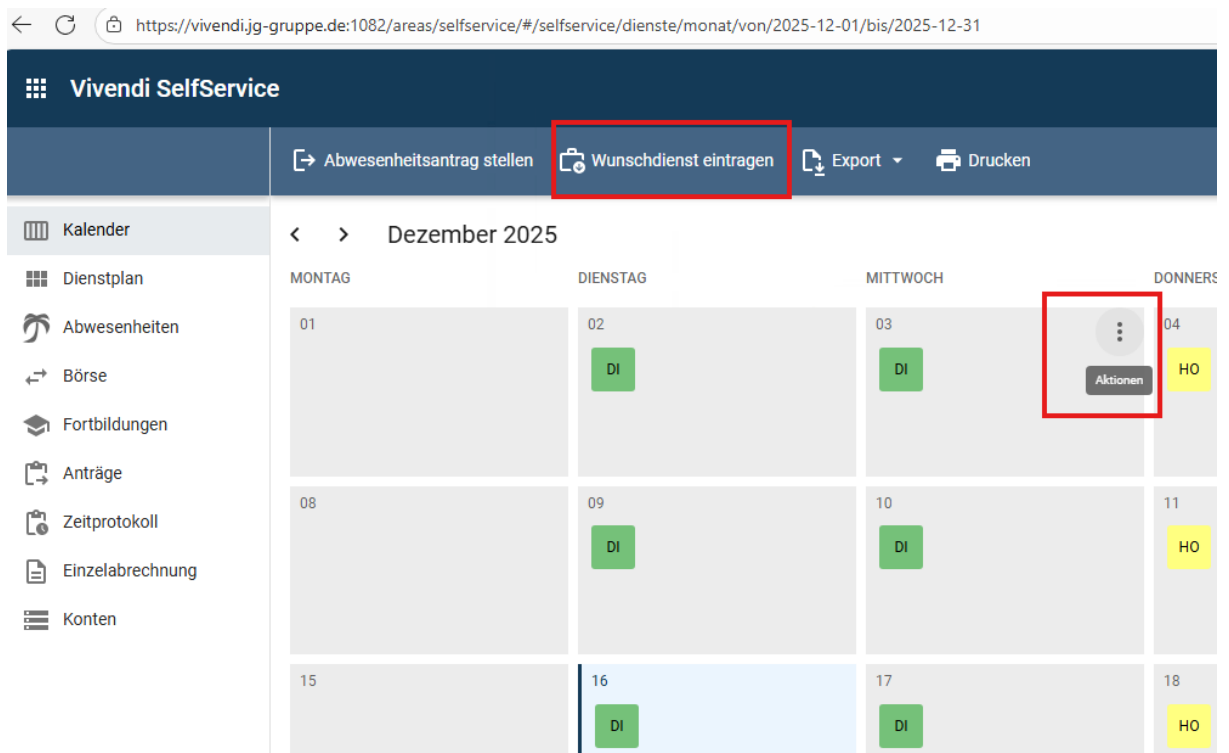 https://vivendi.jg-gruppe.de:1082/areas/selfservice/#/selfservice/dienste/monat/von/2025-12-01/bis/2025-12-31
Vivendi SelfService
Abwesenheitsantrag stellen Wunschdienst eintragen Export Drucken
Kalender
Dienstplan
Abwesenheiten
Börse
Fortbildungen
Anträge
Zeitprotokoll
Einzelabrechnung
Konten
Dezember 2025
MONTAG DIENSTAG MITTWOCH DONNERS
01 02 03 04
DI DI Aktionen HO
08 09 10 11
DI DI HO
15 16 17 18
DI DI HO